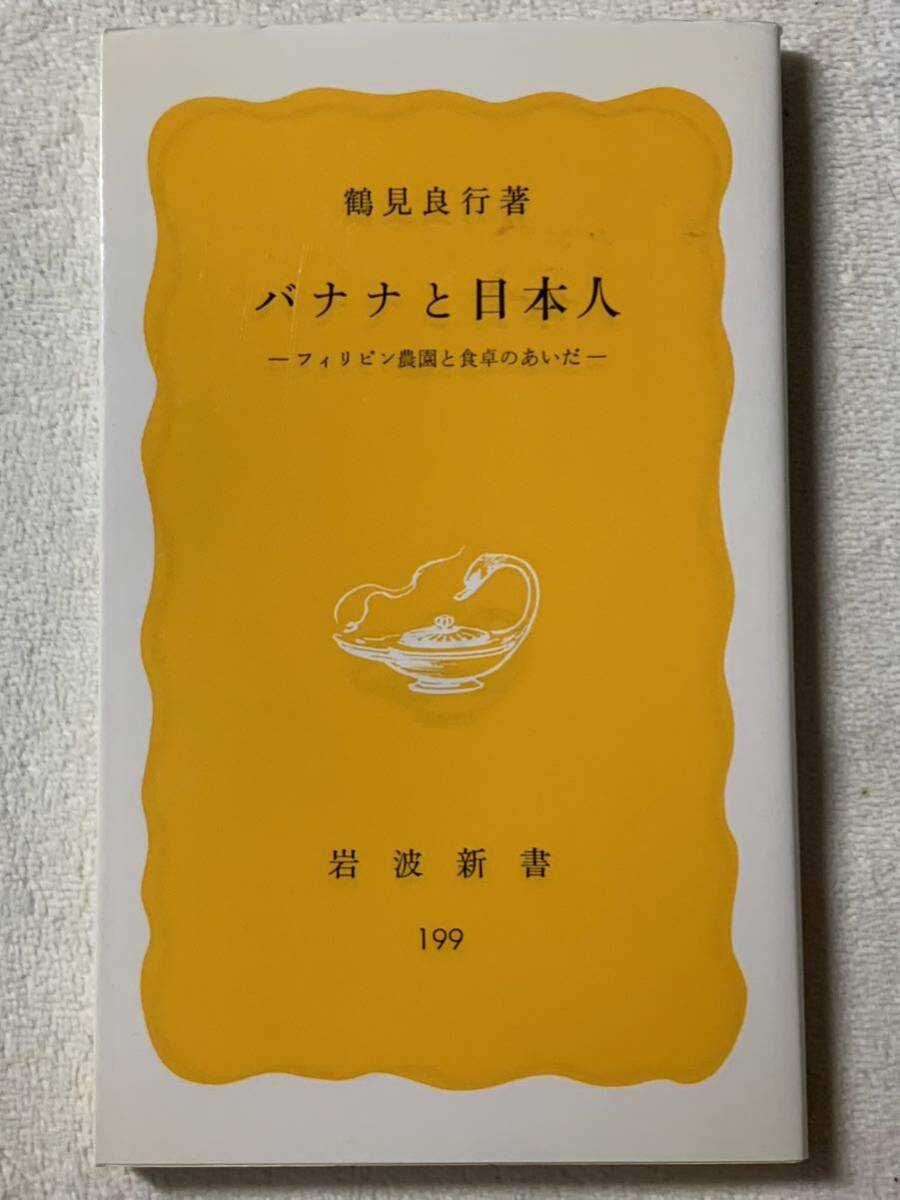 鶴見良行著
バナナと日本人
―フィリピン農園と食卓のあいだ―
岩波新書
199